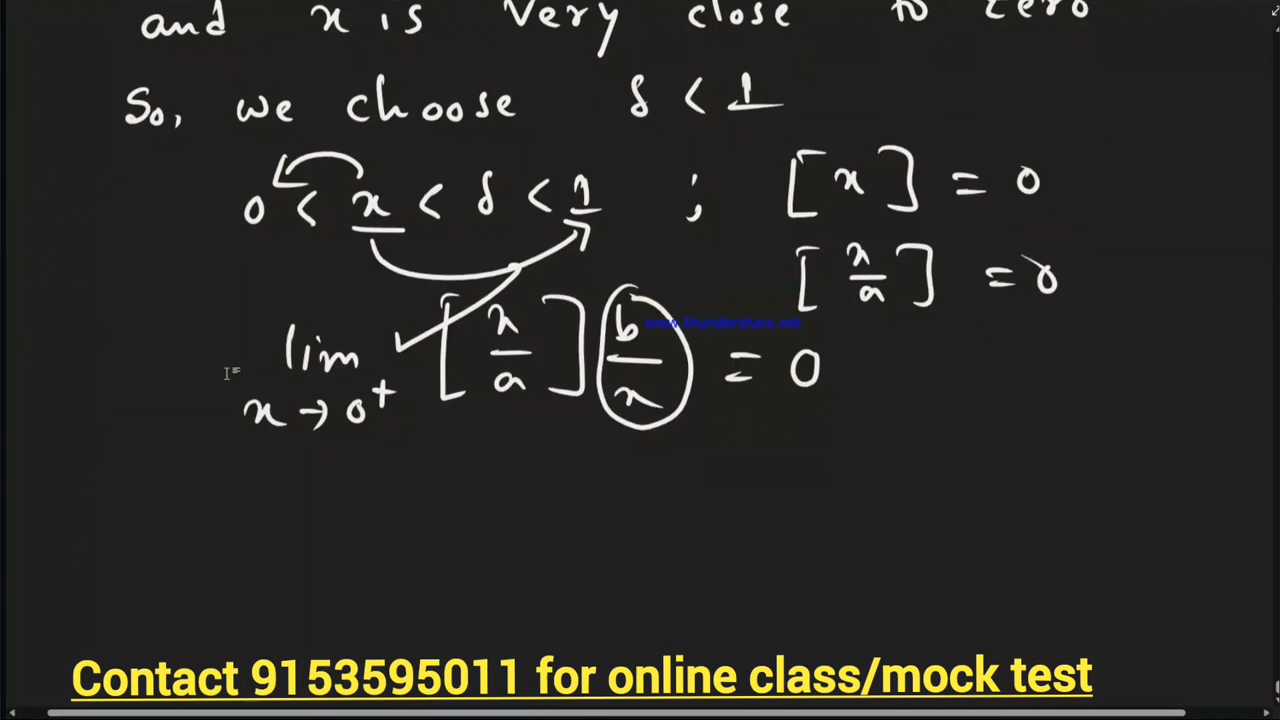 and x is very close to zero
So, we choose δ < 1
0 < x < δ < 1 ; [x] = 0
[x/a] = 0
lim x→0⁺ [x/a] b/x = 0
www.thundershare.net
Contact 9153595011 for online class/mock test